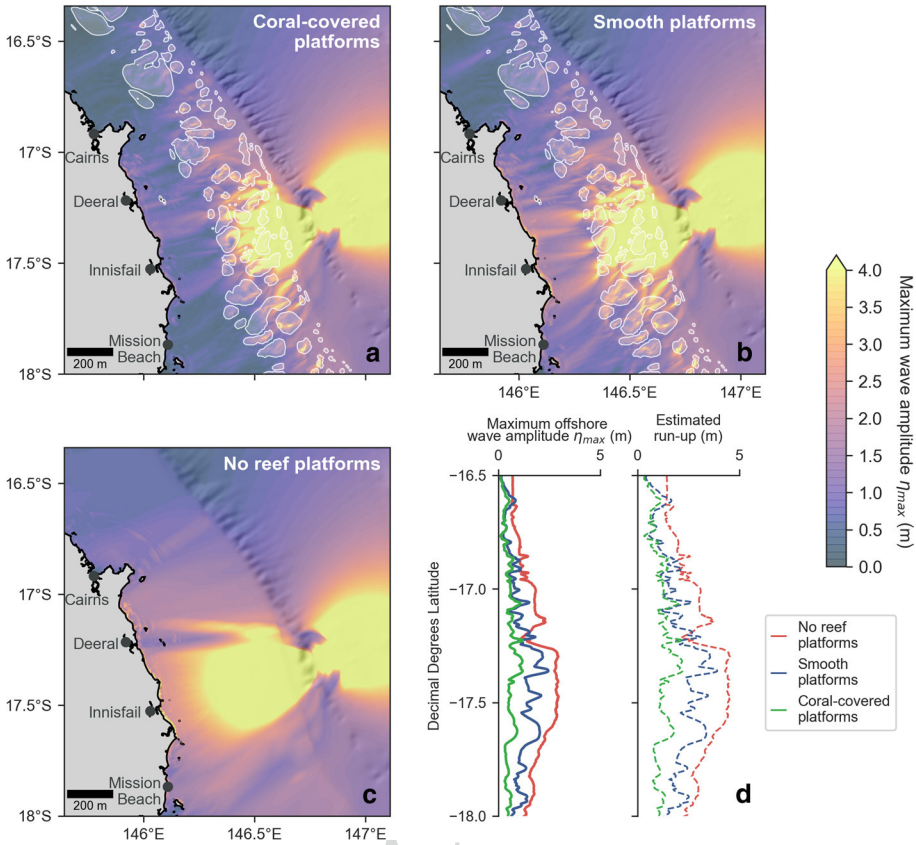 Coral-covered
platforms
16.5°S
17°S
17.5°S
18°S
Cairns
Deeral
Innisfail
Mission
Beach
200 m
a
Smooth platforms
Cairns
Deeral
Innisfail
Mission
Beach
200 m
b
146°E
146.5°E
147°E
4.0
3.5
3.0
2.5
2.0
1.5
1.0
0.5
0.0
Maximum wave amplitude ηmax (m)
No reef platforms
16.5°S
17°S
17.5°S
18°S
Cairns
Deeral
Innisfail
Mission
Beach
200 m
c
146°E
146.5°E
147°E
Maximum offshore
wave amplitude ηmax (m)
0
5
Estimated
run-up (m)
0
5
−16.5
−17.0
−17.5
−18.0
Decimal Degrees Latitude
d
No reef
platforms
Smooth
platforms
Coral-covered
platforms